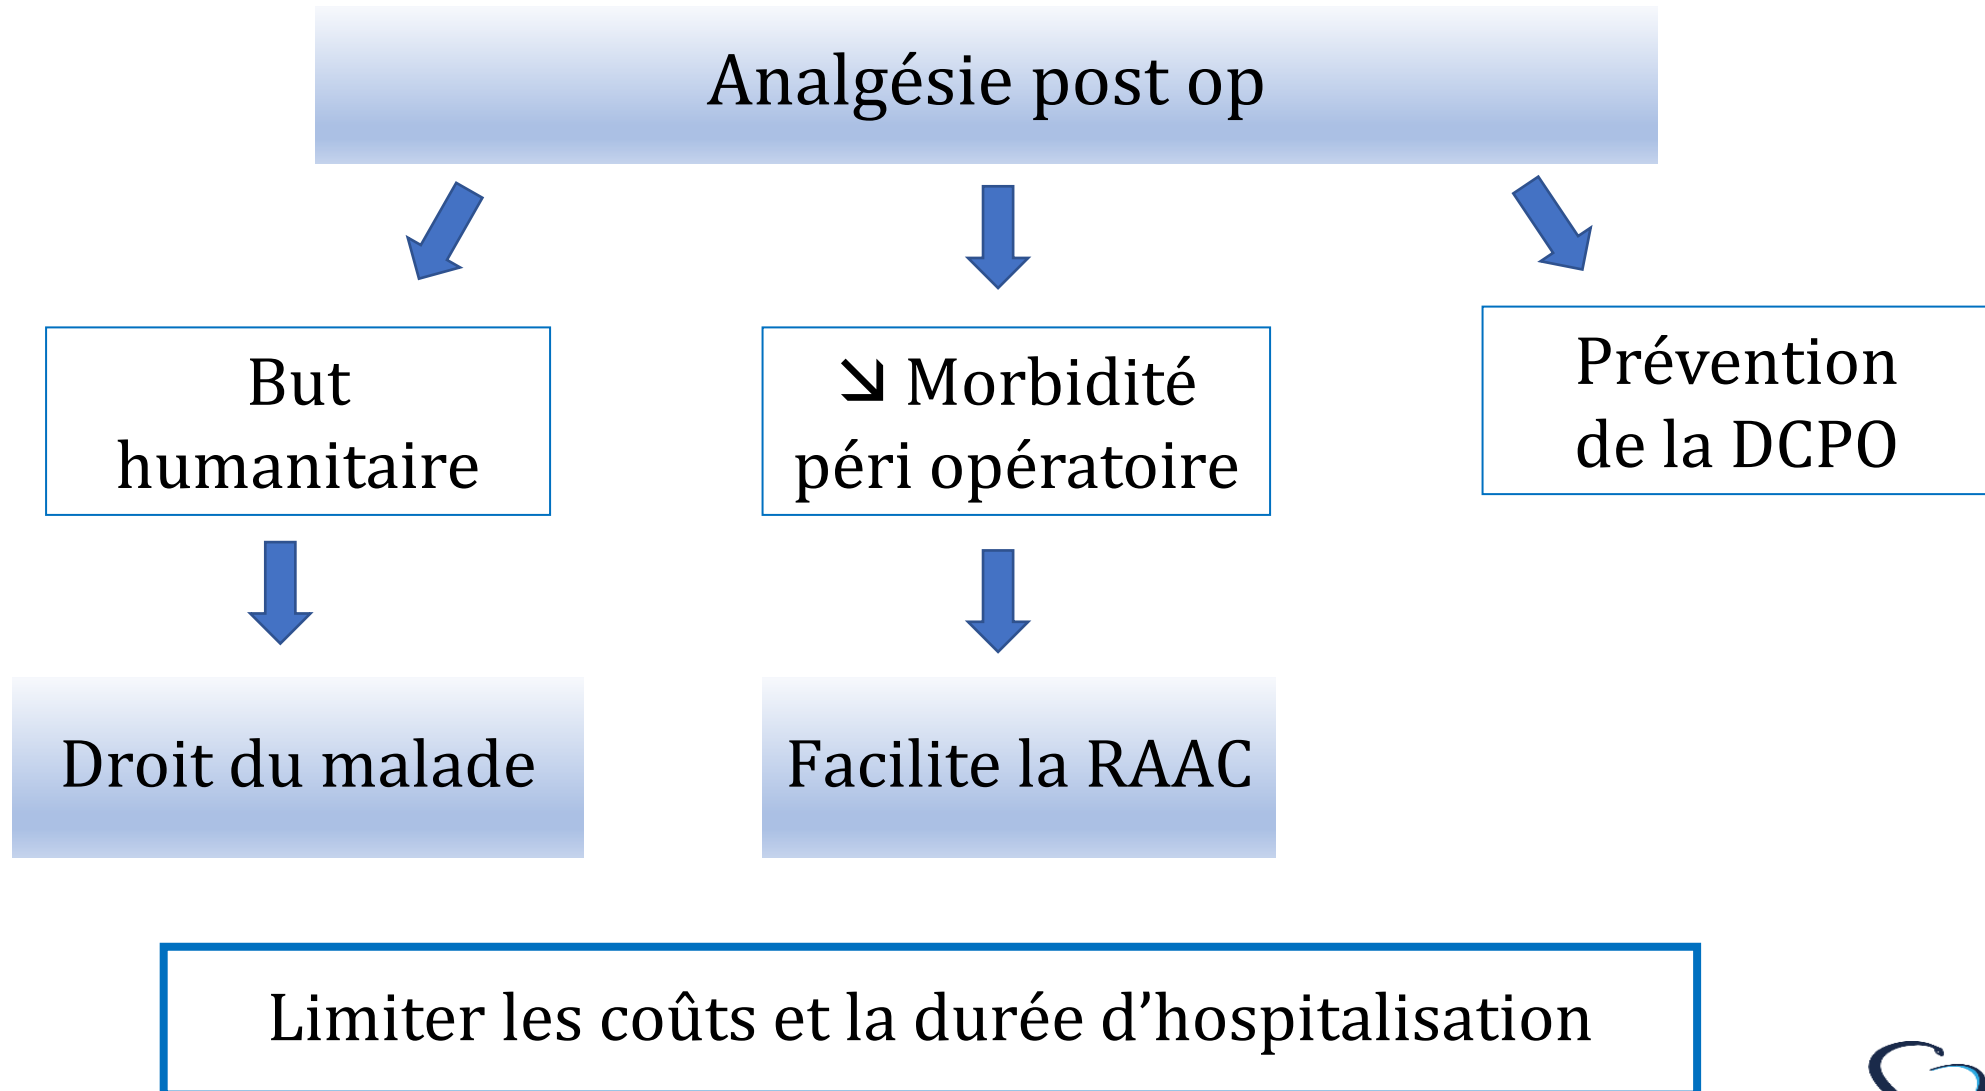 Analgésie post op
But
humanitaire
↘ Morbidité
péri opératoire
Prévention
de la DCPO
Droit du malade
Facilite la RAAC
Limiter les coûts et la durée d’hospitalisation